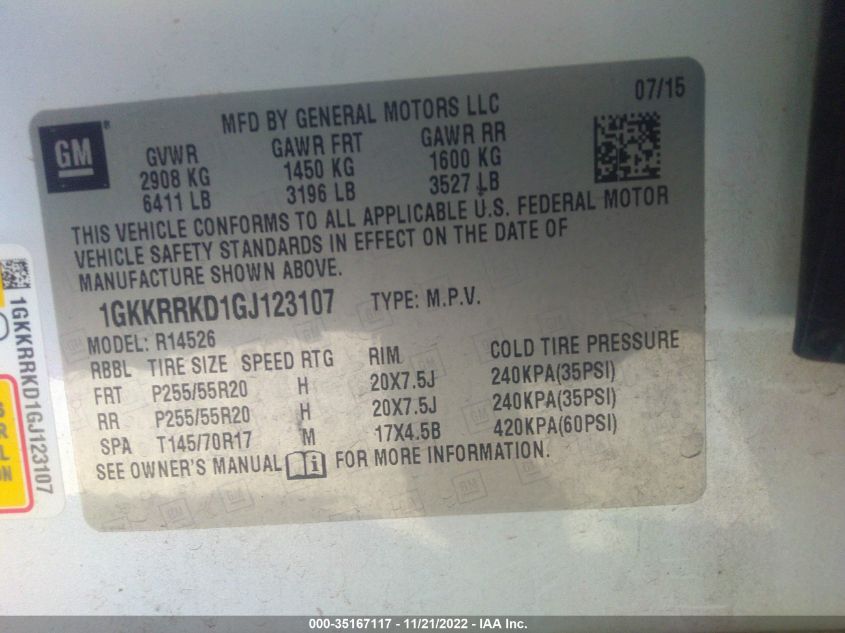 07/15
MFD BY GENERAL MOTORS LLC
GM®
GVWR GAWR FRT GAWR RR
2908 KG 1450 KG 1600 KG
6411 LB 3196 LB 3527 LB
THIS VEHICLE CONFORMS TO ALL APPLICABLE U.S. FEDERAL MOTOR
VEHICLE SAFETY STANDARDS IN EFFECT ON THE DATE OF
MANUFACTURE SHOWN ABOVE.
1GKKRRKD1GJ123107 TYPE: M.P.V.
MODEL: R14526
RBBL TIRE SIZE SPEED RTG RIM COLD TIRE PRESSURE
FRT P255/55R20 H 20X7.5J 240KPA(35PSI)
RR P255/55R20 H 20X7.5J 240KPA(35PSI)
SPA T145/70R17 M 17X4.5B 420KPA(60PSI)
SEE OWNER'S MANUAL FOR MORE INFORMATION.
1GKKRRKD1GJ123107
000-35167117 - 11/21/2022 - IAA Inc.